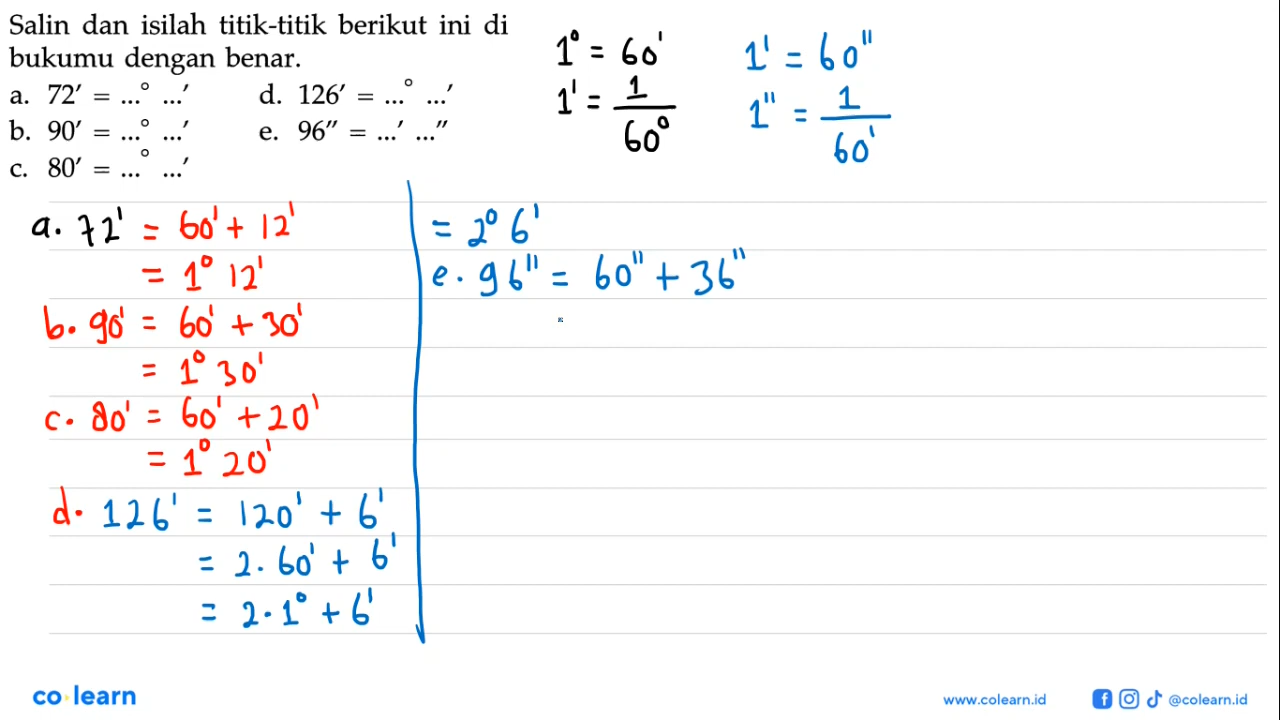 Salin dan isilah titik-titik berikut ini di
bukumu dengan benar.
a. 72' = ...° ...' d. 126' = ...° ...'
b. 90' = ...° ...' e. 96" = ...' ..."
c. 80' = ...° ...'
1° = 60'
1' = 1/60°
1' = 60"
1" = 1/60'
a. 72' = 60' + 12'
= 1° 12'
b. 90' = 60' + 30'
= 1° 30'
c. 80' = 60' + 20'
= 1° 20'
d. 126' = 120' + 6'
= 2 . 60' + 6'
= 2 . 1° + 6'
= 2° 6'
e. 96" = 60" + 36"
co learn
www.colearn.id @colearn.id